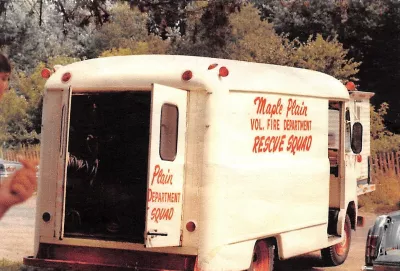 Maple Plain
VOL. FIRE DEPARTMENT
RESCUE SQUAD
Plain
DEPARTMENT
SQUAD